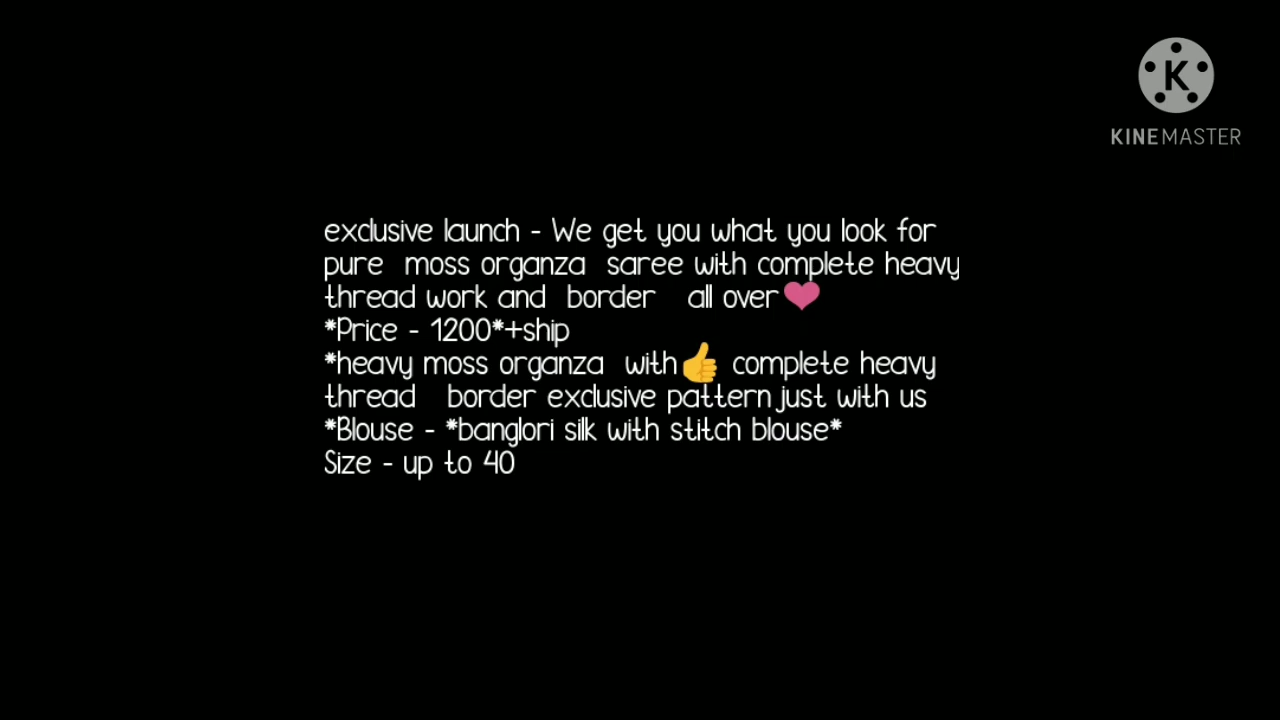 KINEMASTER
exclusive launch - We get you what you look for
pure moss organza saree with complete heavy
thread work and border all over❤
*Price - 1200*+ship
*heavy moss organza with👍 complete heavy
thread border exclusive pattern just with us
*Blouse - *banglori silk with stitch blouse*
Size - up to 40